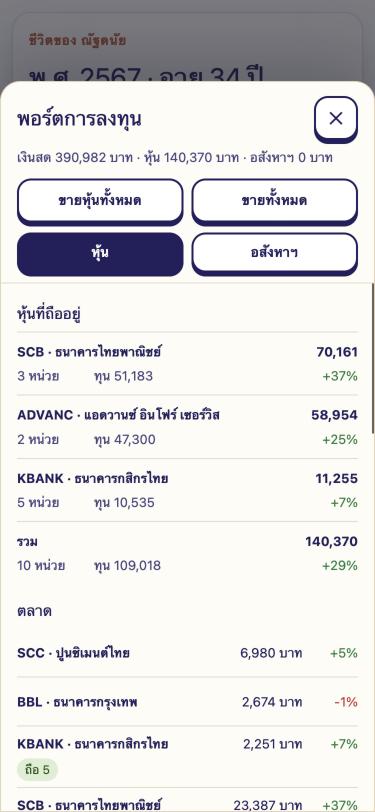 ชีวิตของ ณัฐดนัย
พ.ศ. 2567 · อายุ 34 ปี
พอร์ตการลงทุน
เงินสด 390,982 บาท · หุ้น 140,370 บาท · อสังหาฯ 0 บาท
ขายหุ้นทั้งหมด ขายทั้งหมด
หุ้น อสังหาฯ
หุ้นที่ถืออยู่
SCB · ธนาคารไทยพาณิชย์ 70,161
3 หน่วย ทุน 51,183 +37%
ADVANC · แอดวานซ์ อินโฟร์ เซอร์วิส 58,954
2 หน่วย ทุน 47,300 +25%
KBANK · ธนาคารกสิกรไทย 11,255
5 หน่วย ทุน 10,535 +7%
รวม 140,370
10 หน่วย ทุน 109,018 +29%
ตลาด
SCC · ปูนซิเมนต์ไทย 6,980 บาท +5%
BBL · ธนาคารกรุงเทพ 2,674 บาท -1%
KBANK · ธนาคารกสิกรไทย 2,251 บาท +7%
ถือ 5
SCB · ธนาคารไทยพาณิชย์ 23,387 บาท +37%